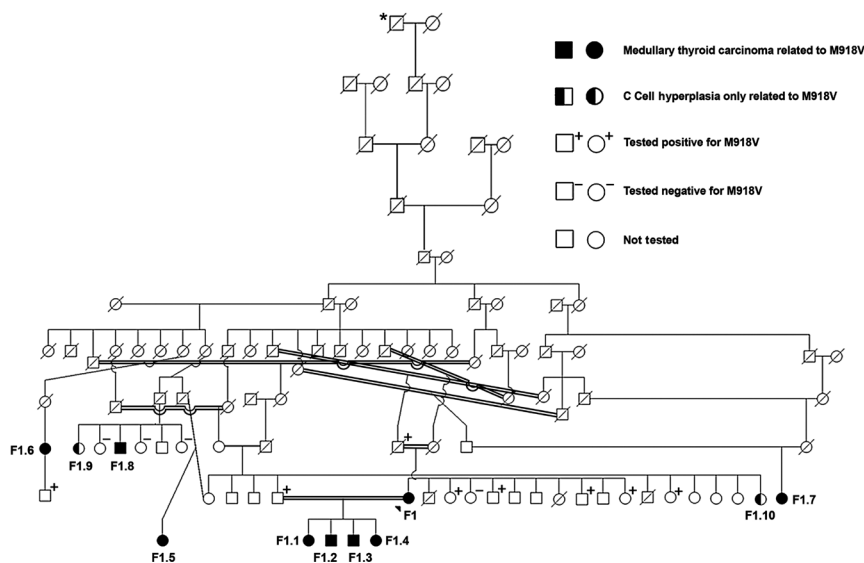 *
Medullary thyroid carcinoma related to M918V
C Cell hyperplasia only related to M918V
+ + Tested positive for M918V
− − Tested negative for M918V
Not tested
+
F1.6 F1.9 − F1.8 − −
+
+ F1 + − + + + + F1.10 F1.7
F1.5 F1.1 F1.2 F1.3 F1.4